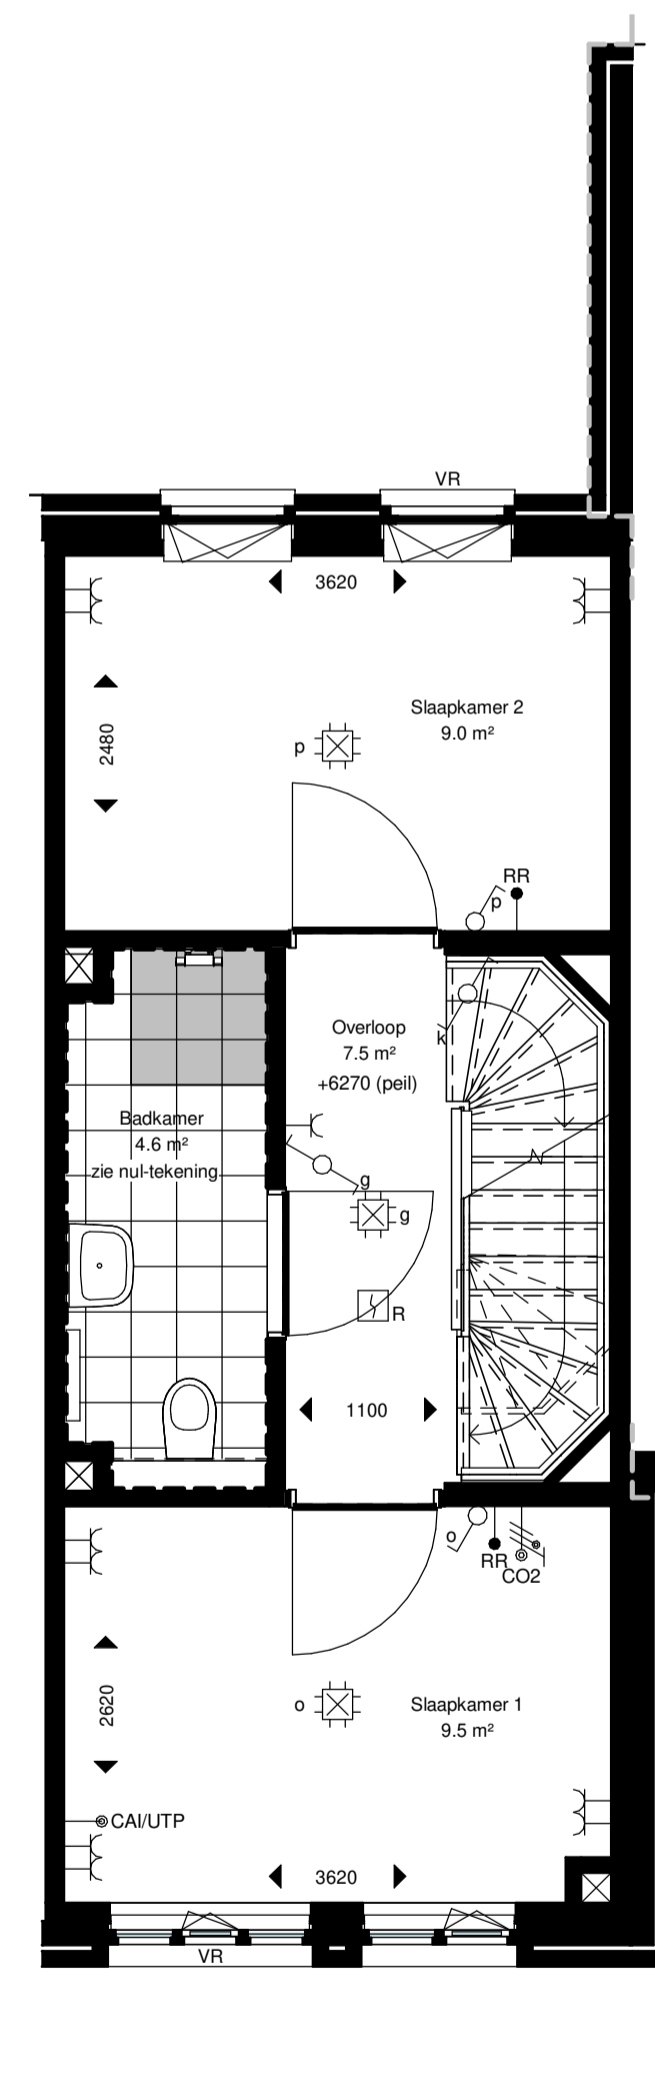 VR
3620
2480
Slaapkamer 2
9.0 m²
p
RR
p
Overloop
7.5 m²
+6270 (peil)
k
Badkamer
4.6 m²
zie nul-tekening
g
g
R
1100
o
RR
CO2
2620
o
Slaapkamer 1
9.5 m²
CAI/UTP
3620
VR